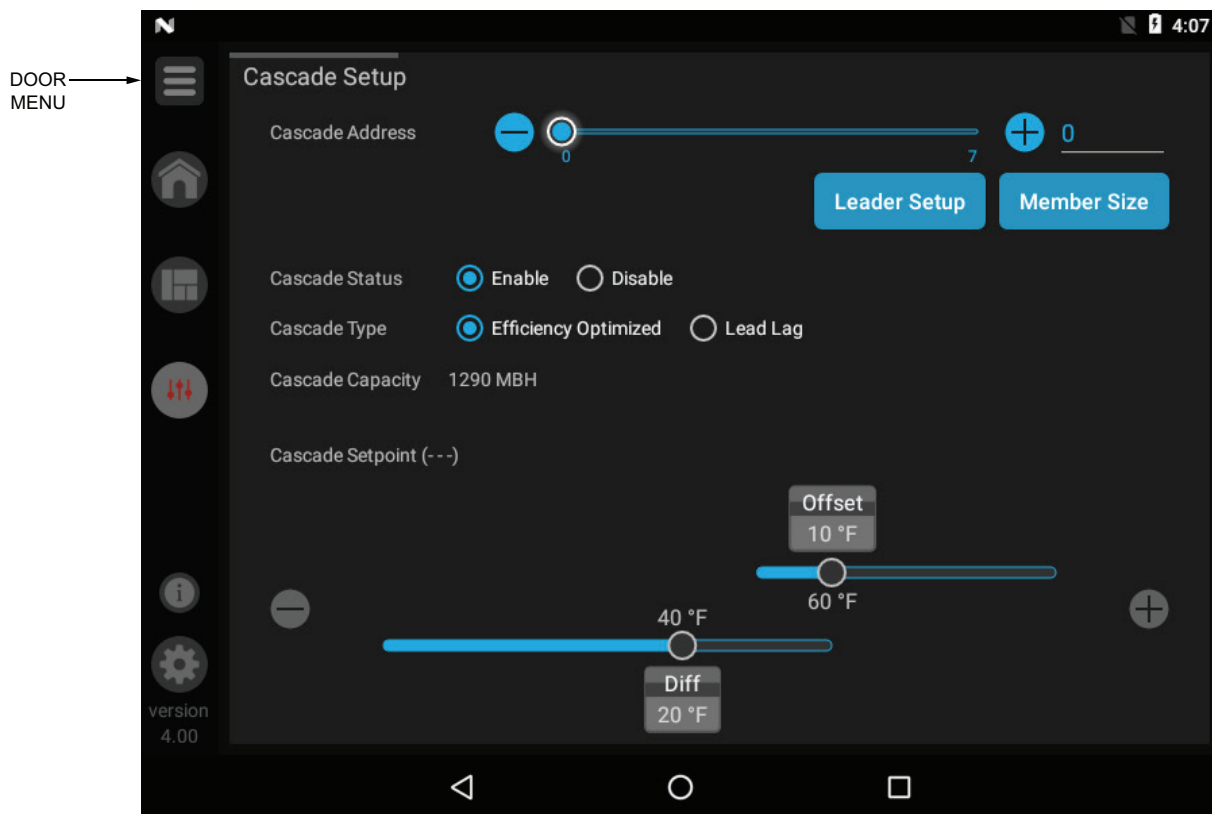 4:07
DOOR
MENU
Cascade Setup
Cascade Address
0
7
0
Leader Setup
Member Size
Cascade Status
Enable
Disable
Cascade Type
Efficiency Optimized
Lead Lag
Cascade Capacity
1290 MBH
Cascade Setpoint (---)
Offset
10 °F
60 °F
40 °F
Diff
20 °F
version
4.00